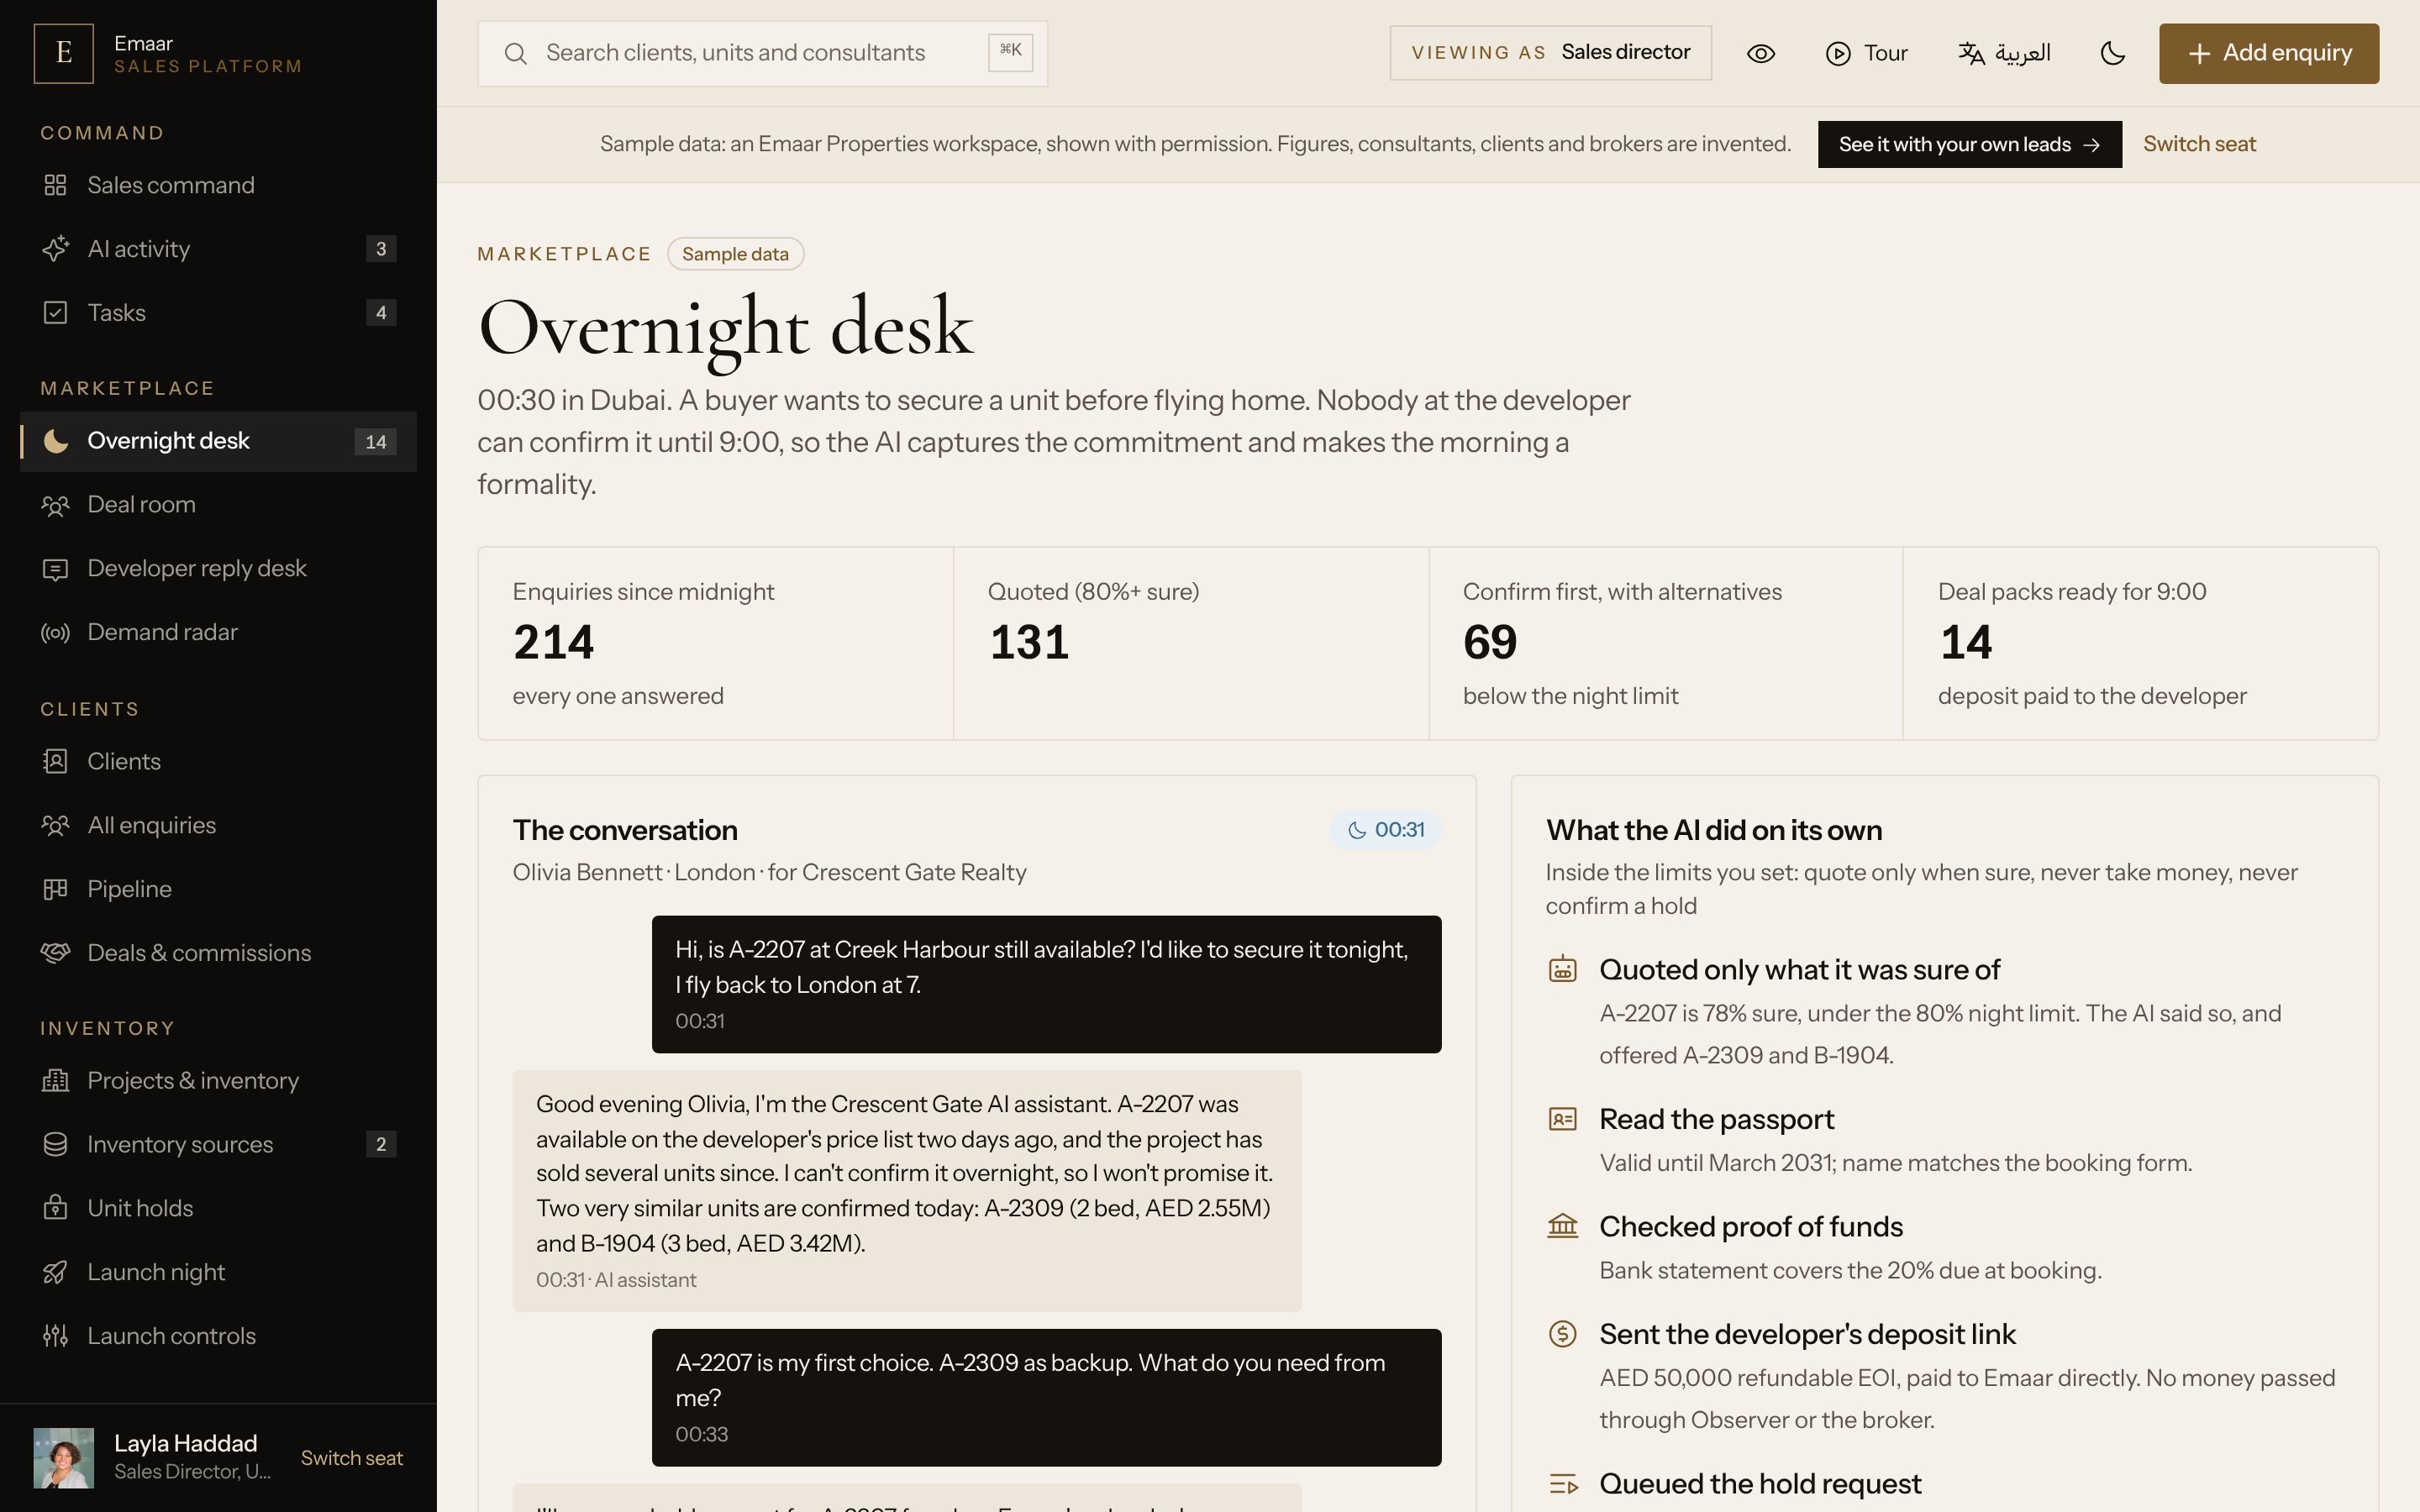 E
Emaar
SALES PLATFORM
COMMAND
Sales command
AI activity 3
Tasks 4
MARKETPLACE
Overnight desk 14
Deal room
Developer reply desk
Demand radar
CLIENTS
Clients
All enquiries
Pipeline
Deals & commissions
INVENTORY
Projects & inventory
Inventory sources 2
Unit holds
Launch night
Launch controls
Layla Haddad
Sales Director, U...
Switch seat
Search clients, units and consultants ⌘K
VIEWING AS Sales director
Tour
العربية
+ Add enquiry
Sample data: an Emaar Properties workspace, shown with permission. Figures, consultants, clients and brokers are invented.
See it with your own leads →
Switch seat
MARKETPLACE Sample data
Overnight desk
00:30 in Dubai. A buyer wants to secure a unit before flying home. Nobody at the developer
can confirm it until 9:00, so the AI captures the commitment and makes the morning a
formality.
Enquiries since midnight
214
every one answered
Quoted (80%+ sure)
131
Confirm first, with alternatives
69
below the night limit
Deal packs ready for 9:00
14
deposit paid to the developer
The conversation
00:31
Olivia Bennett · London · for Crescent Gate Realty
Hi, is A-2207 at Creek Harbour still available? I'd like to secure it tonight,
I fly back to London at 7.
00:31
Good evening Olivia, I'm the Crescent Gate AI assistant. A-2207 was
available on the developer's price list two days ago, and the project has
sold several units since. I can't confirm it overnight, so I won't promise it.
Two very similar units are confirmed today: A-2309 (2 bed, AED 2.55M)
and B-1904 (3 bed, AED 3.42M).
00:31 · AI assistant
A-2207 is my first choice. A-2309 as backup. What do you need from
me?
00:33
What the AI did on its own
Inside the limits you set: quote only when sure, never take money, never
confirm a hold
Quoted only what it was sure of
A-2207 is 78% sure, under the 80% night limit. The AI said so, and
offered A-2309 and B-1904.
Read the passport
Valid until March 2031; name matches the booking form.
Checked proof of funds
Bank statement covers the 20% due at booking.
Sent the developer's deposit link
AED 50,000 refundable EOI, paid to Emaar directly. No money passed
through Observer or the broker.
Queued the hold request